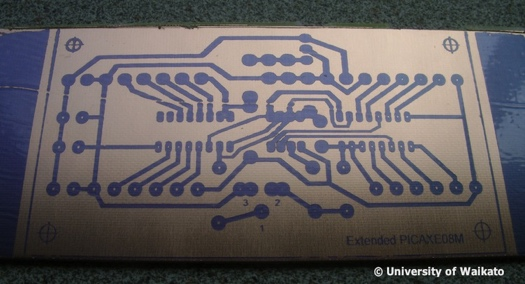 3 2
1
Extended PICAXE08M
© University of Waikato